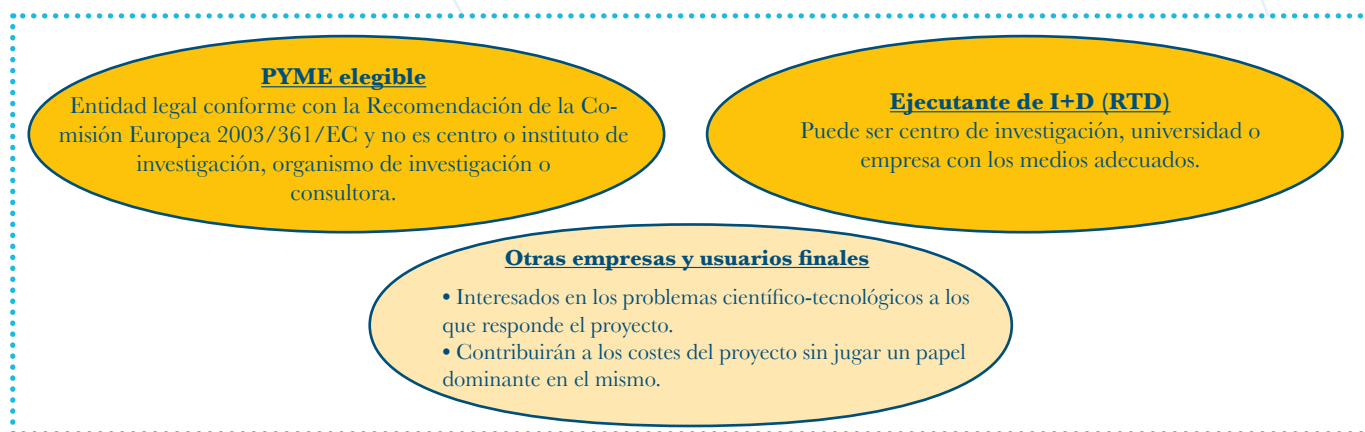 PYME elegible
Entidad legal conforme con la Recomendación de la Co-
misión Europea 2003/361/EC y no es centro o instituto de
investigación, organismo de investigación o
consultora.
Ejecutante de I+D (RTD)
Puede ser centro de investigación, universidad o
empresa con los medios adecuados.
Otras empresas y usuarios finales
• Interesados en los problemas científico-tecnológicos a los
que responde el proyecto.
• Contribuirán a los costes del proyecto sin jugar un papel
dominante en el mismo.